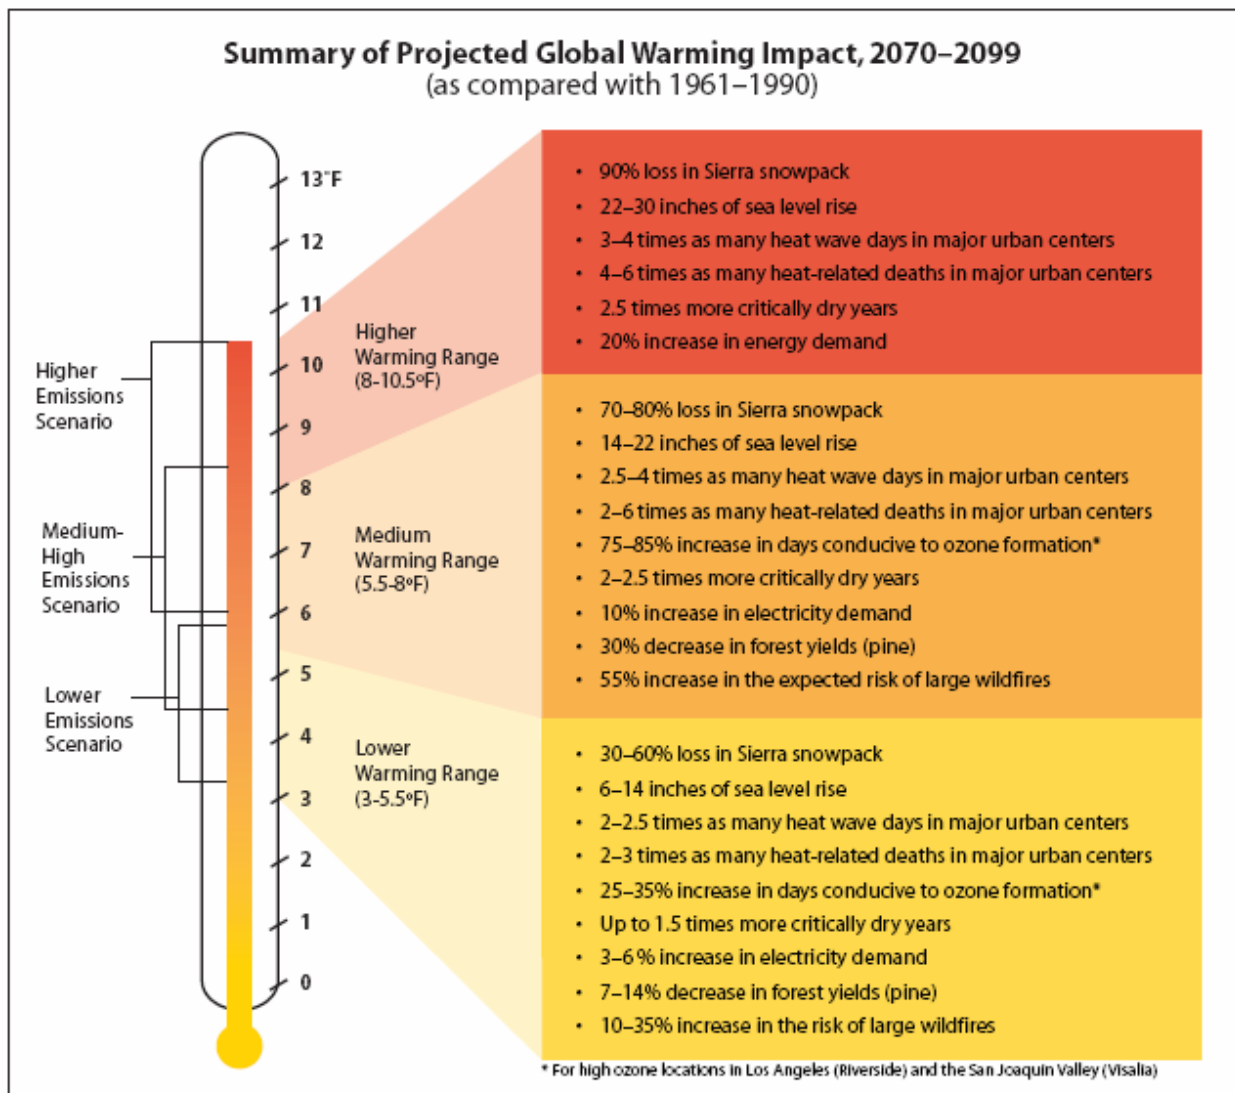 Summary of Projected Global Warming Impact, 2070–2099
(as compared with 1961–1990)
13°F
12
11
10
9
8
7
6
5
4
3
2
1
0
Higher
Emissions
Scenario
Medium-
High
Emissions
Scenario
Lower
Emissions
Scenario
Higher
Warming Range
(8-10.5ºF)
Medium
Warming Range
(5.5-8ºF)
Lower
Warming Range
(3-5.5ºF)
• 90% loss in Sierra snowpack
• 22–30 inches of sea level rise
• 3–4 times as many heat wave days in major urban centers
• 4–6 times as many heat-related deaths in major urban centers
• 2.5 times more critically dry years
• 20% increase in energy demand
• 70–80% loss in Sierra snowpack
• 14–22 inches of sea level rise
• 2.5–4 times as many heat wave days in major urban centers
• 2–6 times as many heat-related deaths in major urban centers
• 75–85% increase in days conducive to ozone formation*
• 2–2.5 times more critically dry years
• 10% increase in electricity demand
• 30% decrease in forest yields (pine)
• 55% increase in the expected risk of large wildfires
• 30–60% loss in Sierra snowpack
• 6–14 inches of sea level rise
• 2–2.5 times as many heat wave days in major urban centers
• 2–3 times as many heat-related deaths in major urban centers
• 25–35% increase in days conducive to ozone formation*
• Up to 1.5 times more critically dry years
• 3–6 % increase in electricity demand
• 7–14% decrease in forest yields (pine)
• 10–35% increase in the risk of large wildfires
* For high ozone locations in Los Angeles (Riverside) and the San Joaquin Valley (Visalia)